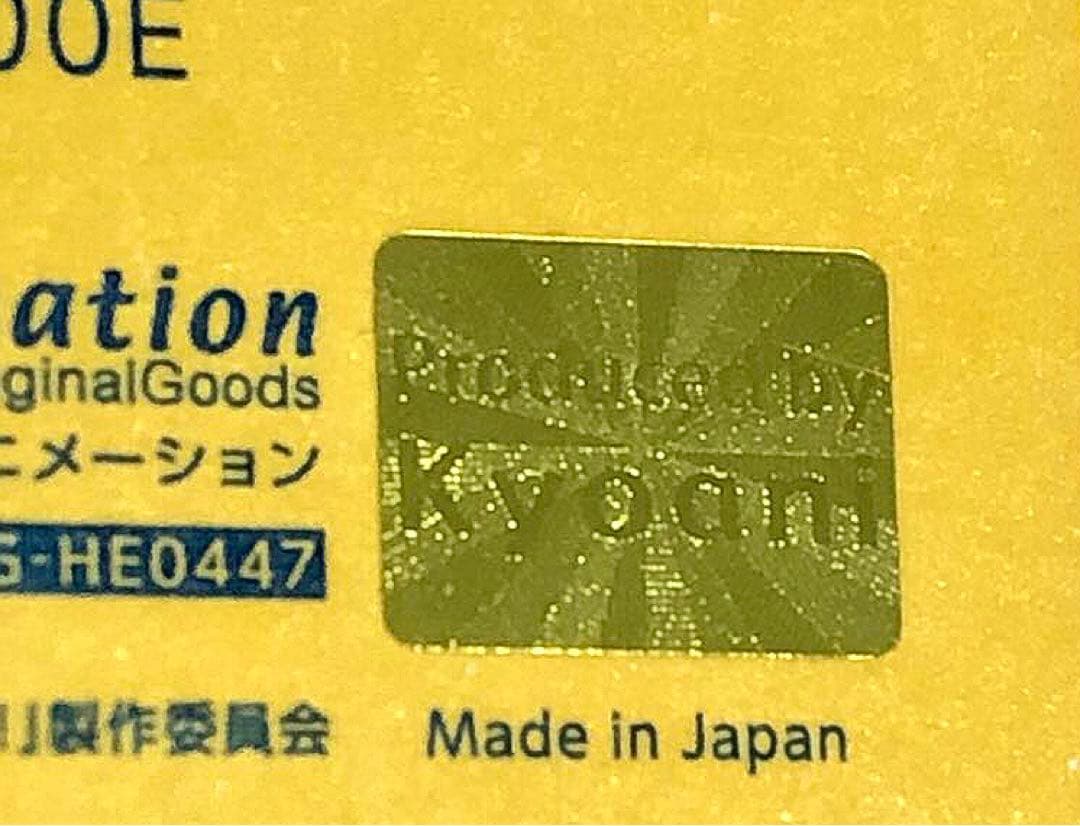 00E
ation
ginalGoods
ニメーション
G-HE0447
」製作委員会
Produced by
kyoani
Made in Japan